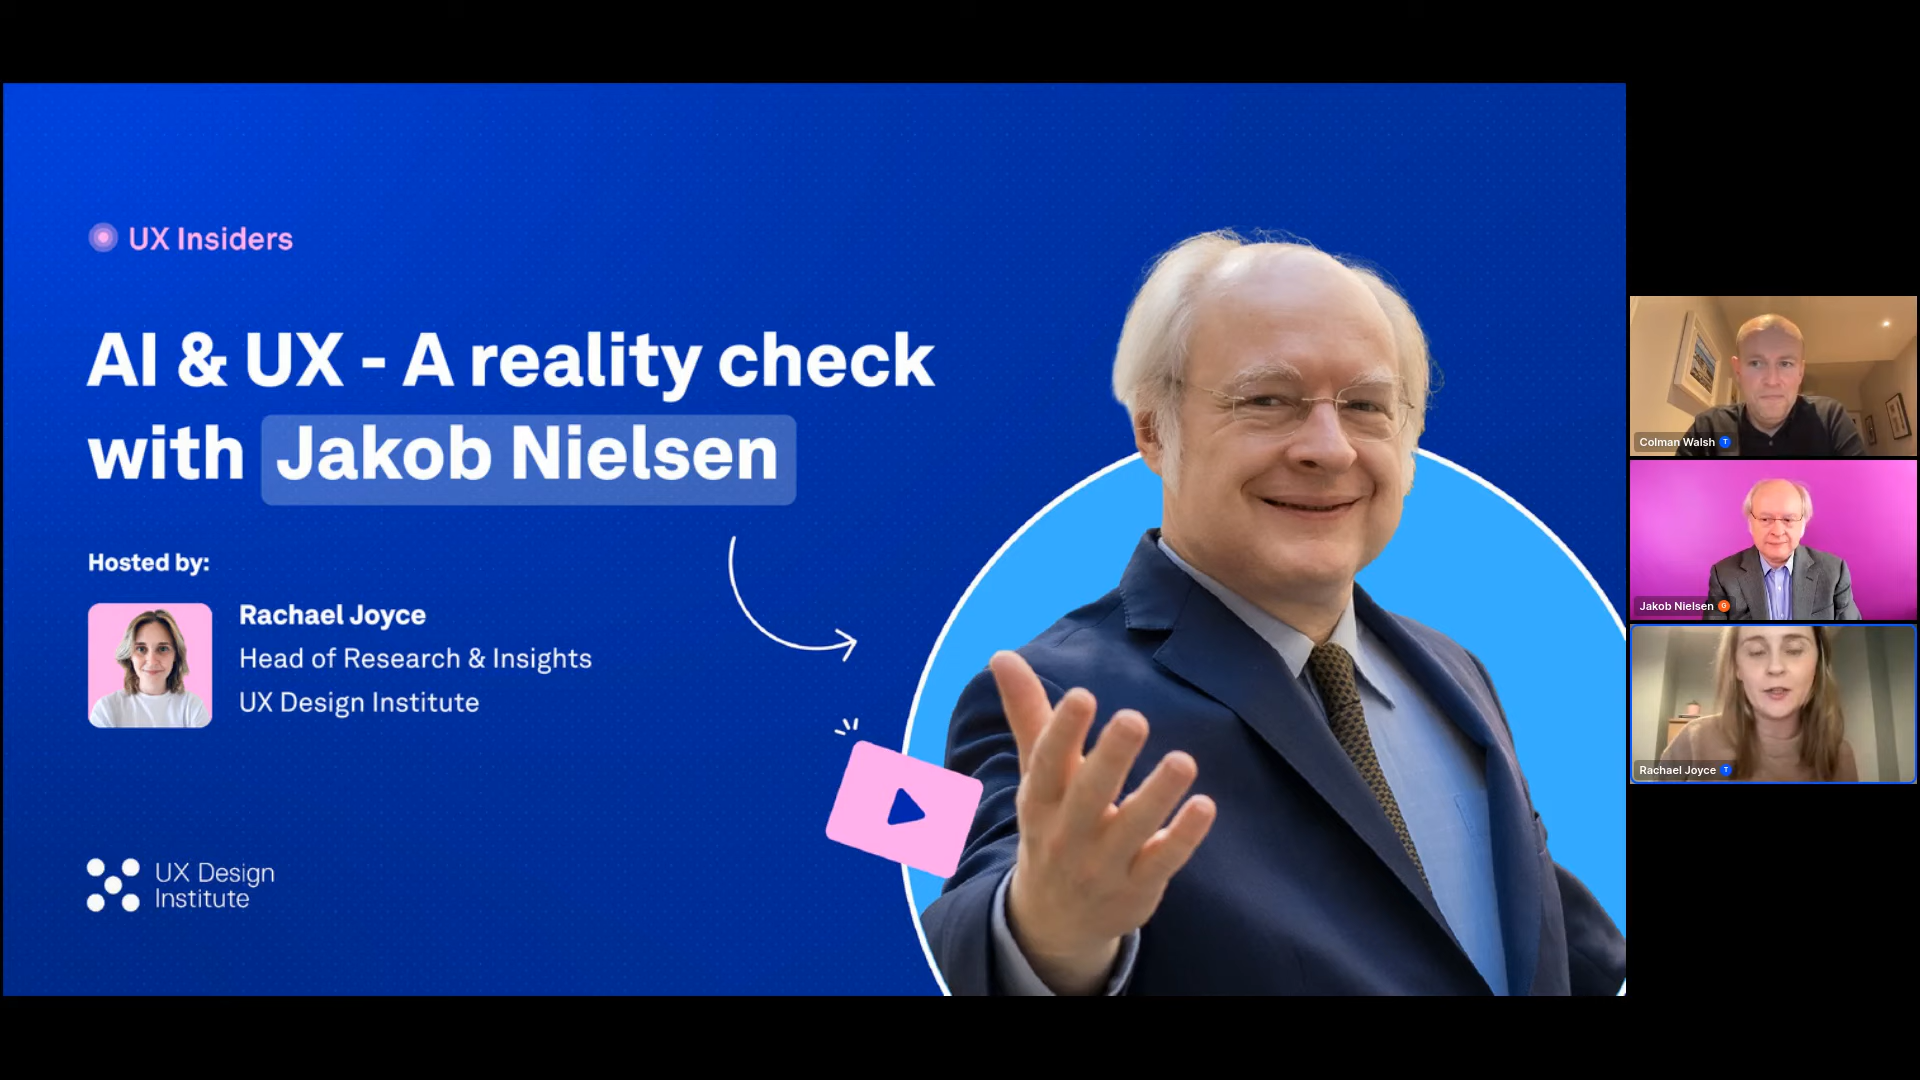 UX Insiders
AI & UX - A reality check
with Jakob Nielsen
Hosted by:
Rachael Joyce
Head of Research & Insights
UX Design Institute
UX Design
Institute
Colman Walsh T
Jakob Nielsen G
Rachael Joyce T